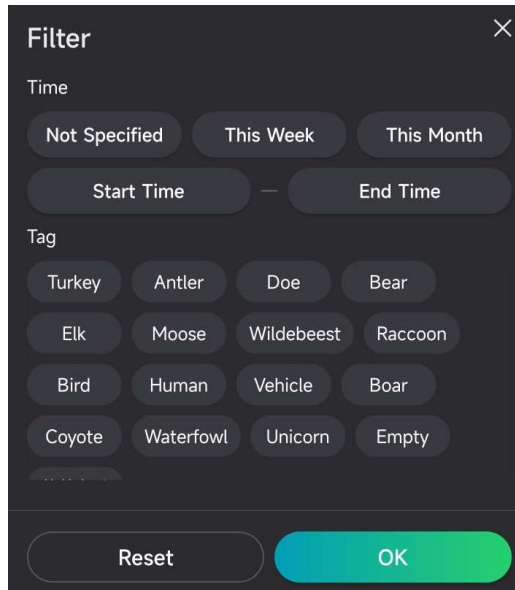 Filter
Time
Not Specified This Week This Month
Start Time — End Time
Tag
Turkey Antler Doe Bear
Elk Moose Wildebeest Raccoon
Bird Human Vehicle Boar
Coyote Waterfowl Unicorn Empty
Reset OK